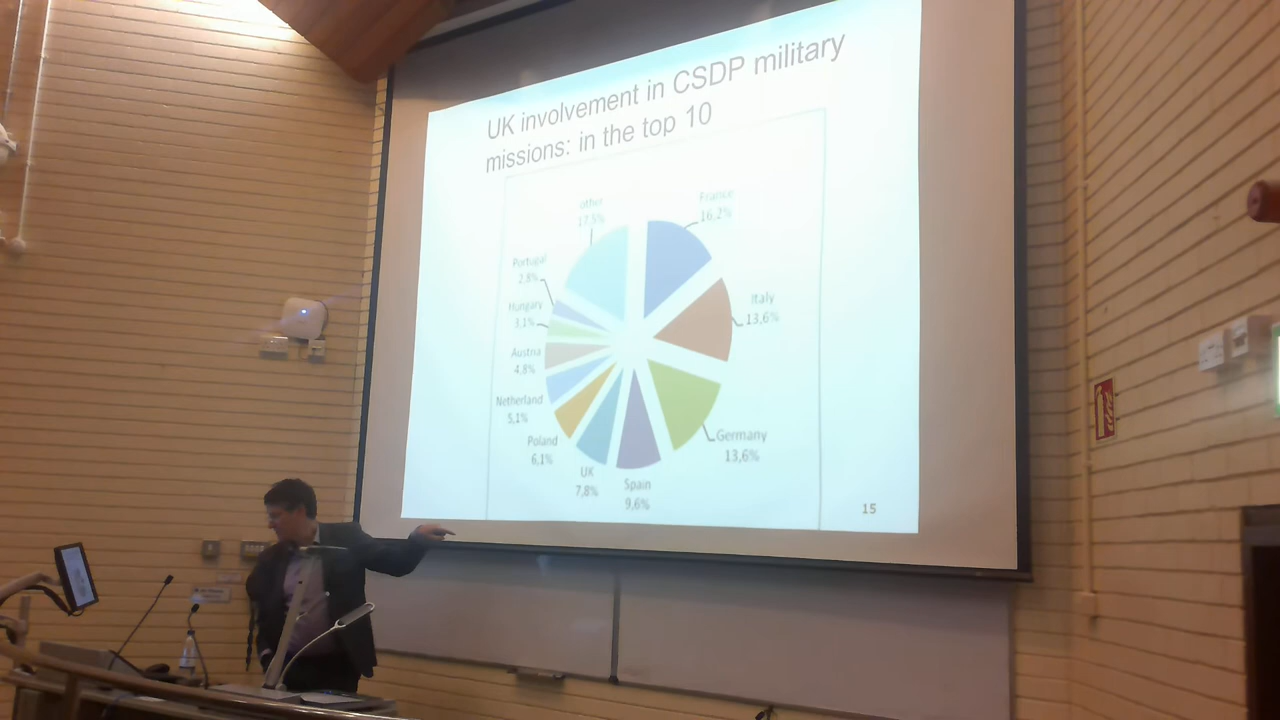 UK involvement in CSDP military
missions: in the top 10
other
17,5%
France
16,2%
Portugal
2,8%
Hungary
3,1%
Italy
13,6%
Austria
4,8%
Netherland
5,1%
Poland
6,1%
Germany
13,6%
UK
7,8%
Spain
9,6%
15